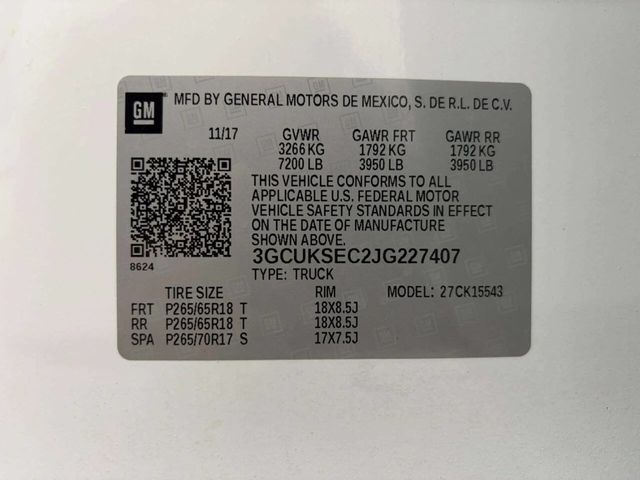 GM
MFD BY GENERAL MOTORS DE MEXICO, S. DE R.L. DE C.V.
11/17 GVWR GAWR FRT GAWR RR
3266 KG 1792 KG 1792 KG
7200 LB 3950 LB 3950 LB
THIS VEHICLE CONFORMS TO ALL
APPLICABLE U.S. FEDERAL MOTOR
VEHICLE SAFETY STANDARDS IN EFFECT
ON THE DATE OF MANUFACTURE
SHOWN ABOVE.
3GCUKSEC2JG227407
8624
TYPE: TRUCK
TIRE SIZE RIM MODEL: 27CK15543
FRT P265/65R18 T 18X8.5J
RR P265/65R18 T 18X8.5J
SPA P265/70R17 S 17X7.5J